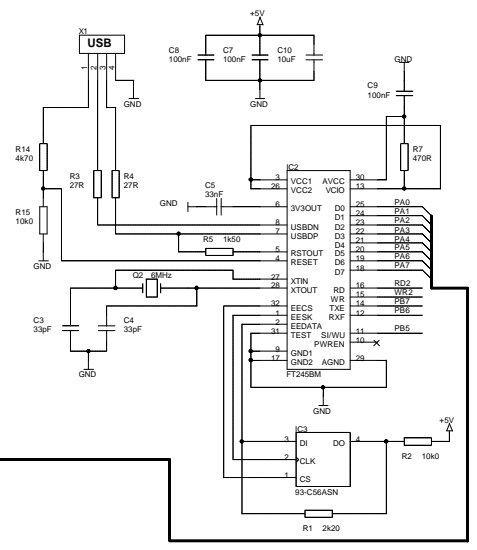 +5V
X1
USB
1 2 3 4
C8
100nF
C7
100nF
C10
10uF
GND
C9
100nF
GND
GND
R14
4k70
R3
27R
R4
27R
R7
470R
IC2
C5
33nF
GND
R15
10k0
GND
R5 1k50
3 VCC1 AVCC 30
26 VCC2 VCIO 13
6 3V3OUT D0 25 PA0
D1 24 PA1
8 USBDN D2 23 PA2
7 USBDP D3 22 PA3
D4 21 PA4
5 RSTOUT D5 20 PA5
4 RESET D6 19 PA6
D7 18 PA7
27 XTIN
28 XTOUT RD 16 RD2
WR 15 WR2
32 EECS TXE 14 PB7
1 EESK RXF 12 PB6
2 EEDATA
31 TEST SI/WU 11 PB5
PWREN 10
9 GND1
17 GND2 AGND 29
FT245BM
Q2 6MHz
C3
33pF
C4
33pF
GND
GND
IC3
3 DI DO 4
2 CLK
1 CS
93-C56ASN
+5V
R2 10k0
R1 2k20